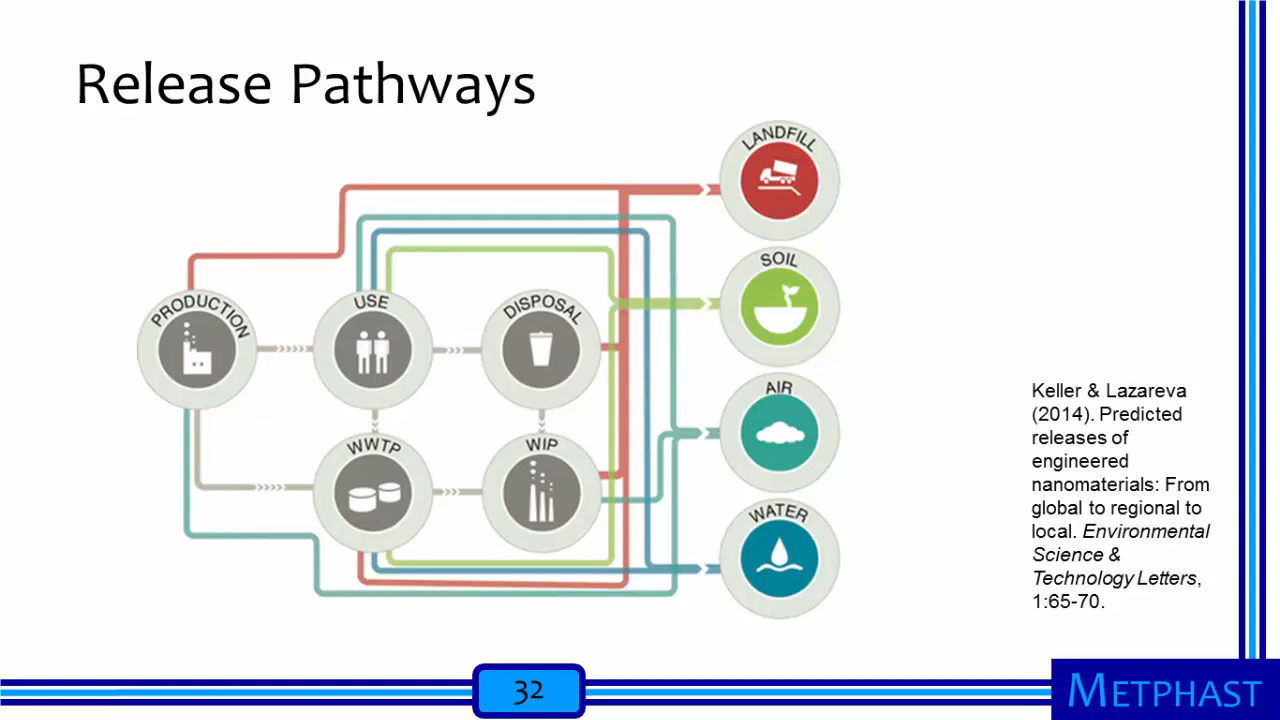 Release Pathways
LANDFILL
SOIL
PRODUCTION
USE
DISPOSAL
AIR
WWTP
WIP
WATER
Keller & Lazareva
(2014). Predicted
releases of
engineered
nanomaterials: From
global to regional to
local. Environmental
Science &
Technology Letters,
1:65-70.
32
METPHAST